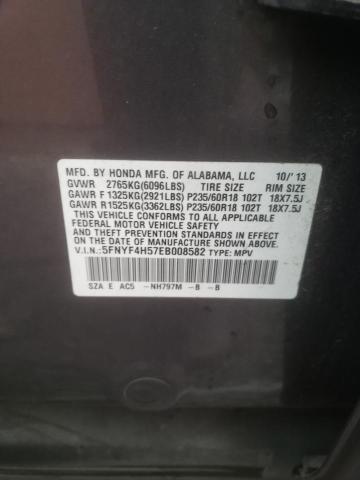 MFD. BY HONDA MFG. OF ALABAMA, LLC 10/'13
GVWR 2765KG(6096LBS) TIRE SIZE RIM SIZE
GAWR F 1325KG(2921LBS) P235/60R18 102T 18X7.5J
GAWR R 1525KG(3362LBS) P235/60R18 102T 18X7.5J
THIS VEHICLE CONFORMS TO ALL APPLICABLE
FEDERAL MOTOR VEHICLE SAFETY
AND THEFT PREVENTION STANDARDS IN EFFECT
ON THE DATE OF MANUFACTURE SHOWN ABOVE.
V.I.N.: 5FNYF4H57EB008582 TYPE: MPV
SZA E AC5 -NH797M -B -B